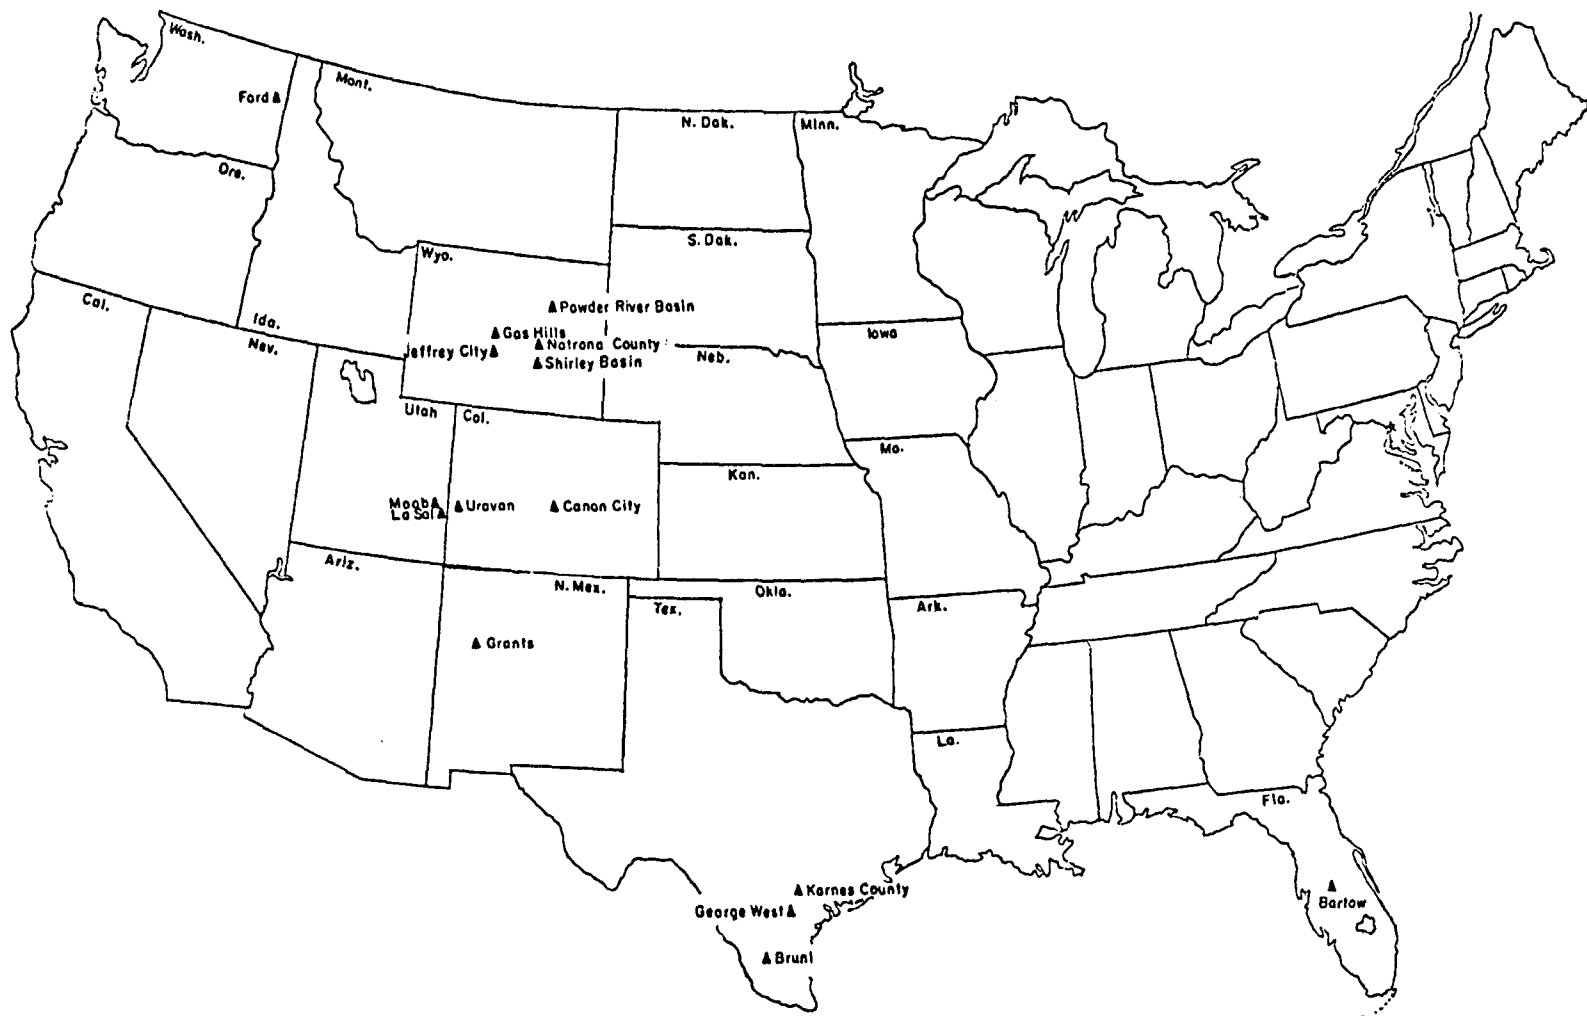 Wash.
Ford
Mont.
N. Dak.
Minn.
Ore.
S. Dak.
Wyo.
Powder River Basin
Cal.
Ida.
Gas Hills
Iowa
Nev.
Jeffrey City
Natrona County
Neb.
Shirley Basin
Utah
Col.
Mo.
Kan.
Moab
Uravan
Canon City
La Sal
Ariz.
N. Mex.
Okla.
Tex.
Ark.
Grants
La.
Fla.
Karnes County
Bartow
George West
Bruni